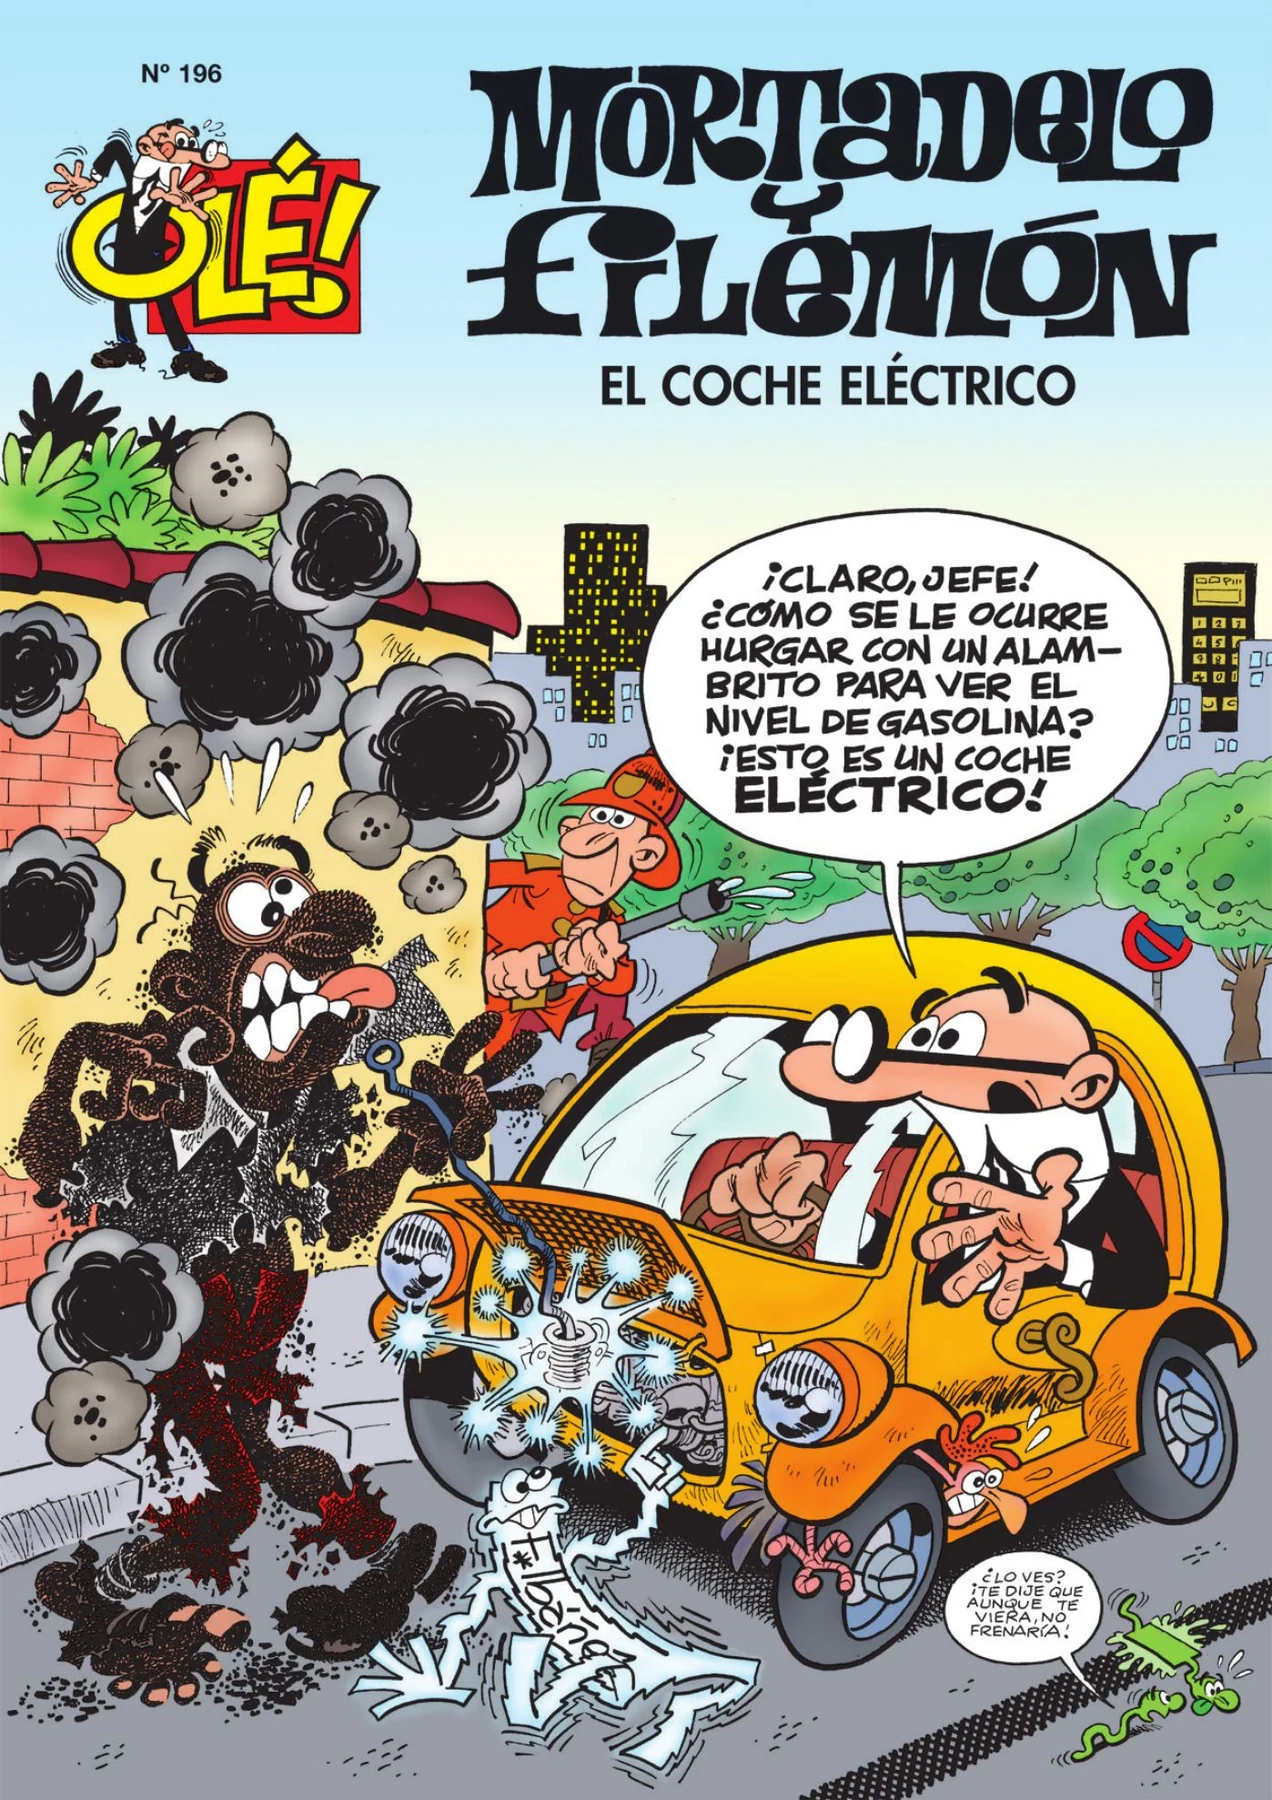 Nº 196
OLÉ!
MORTADELO
Y
FILEMÓN
EL COCHE ELÉCTRICO
¡CLARO, JEFE!
¿CÓMO SE LE OCURRE
HURGAR CON UN ALAM-
BRITO PARA VER EL
NIVEL DE GASOLINA?
¡ESTO ES UN COCHE
ELÉCTRICO!
¿LO VES?
¡TE DIJE QUE
AUNQUE TE
VIERA, NO
FRENARÍA!